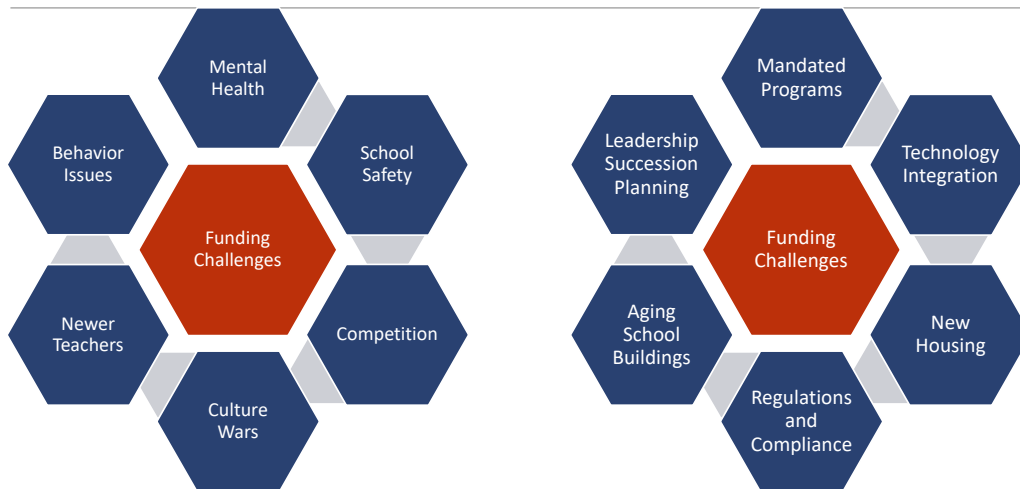 Mental
Health
School
Safety
Competition
Culture
Wars
Newer
Teachers
Behavior
Issues
Funding
Challenges
Mandated
Programs
Technology
Integration
New
Housing
Regulations
and
Compliance
Aging
School
Buildings
Leadership
Succession
Planning
Funding
Challenges